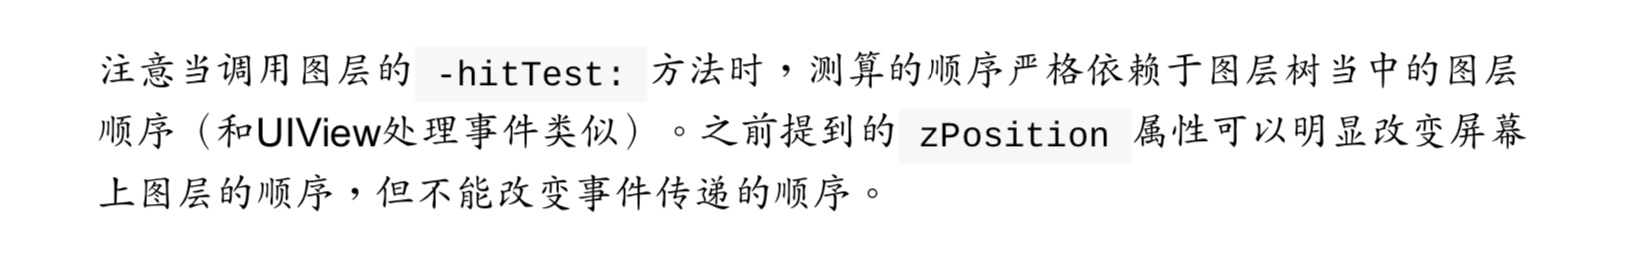 注意当调用图层的 -hitTest: 方法时，测算的顺序严格依赖于图层树当中的图层
顺序（和UIView处理事件类似）。之前提到的 zPosition 属性可以明显改变屏幕
上图层的顺序，但不能改变事件传递的顺序。